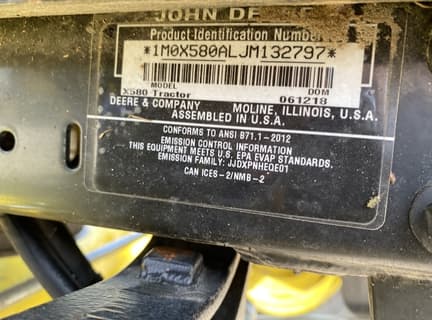 JOHN DEERE
Product Identification Number
*1M0X580ALJM132797*
MODEL DOM
X580 Tractor 061218
DEERE & COMPANY MOLINE, ILLINOIS, U.S.A.
ASSEMBLED IN U.S.A.
CONFORMS TO ANSI B71.1-2012
EMISSION CONTROL INFORMATION
THIS EQUIPMENT MEETS U.S. EPA EVAP STANDARDS.
EMISSION FAMILY: JJDXPNHEQE01
CAN ICES-2/NMB-2